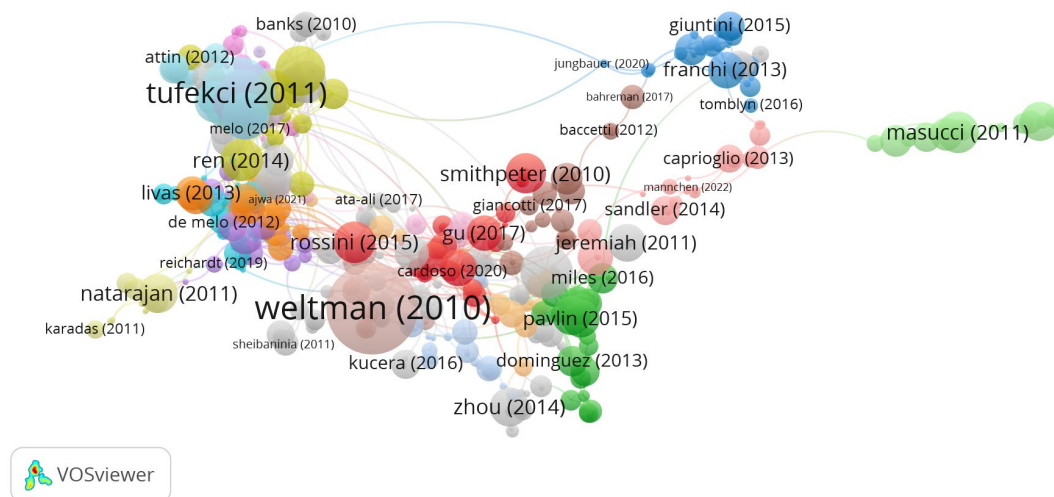 banks (2010)
giuntini (2015)
attin (2012)
jungbauer (2020)
franchi (2013)
tufekci (2011)
bahreman (2017)
tomblyn (2016)
melo (2017)
baccetti (2012)
masucci (2011)
ren (2014)
caprioglio (2013)
smithpeter (2010)
livas (2013)
ajwa (2021)
ata-ali (2017)
mannchen (2022)
giancotti (2017)
sandler (2014)
de melo (2012)
rossini (2015)
gu (2017)
jeremiah (2011)
reichardt (2019)
cardoso (2020)
miles (2016)
natarajan (2011)
weltman (2010)
pavlin (2015)
karadas (2011)
sheibaninia (2011)
kucera (2016)
dominguez (2013)
zhou (2014)
VOSviewer